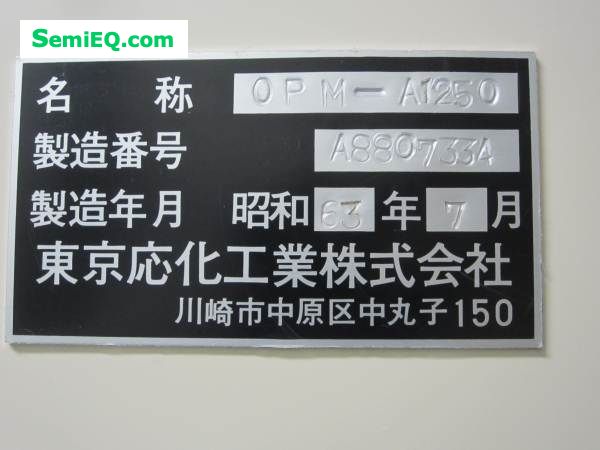 SemiEQ.com
名称 OPM-A1250
製造番号 A8807334
製造年月 昭和63年7月
東京応化工業株式会社
川崎市中原区中丸子150